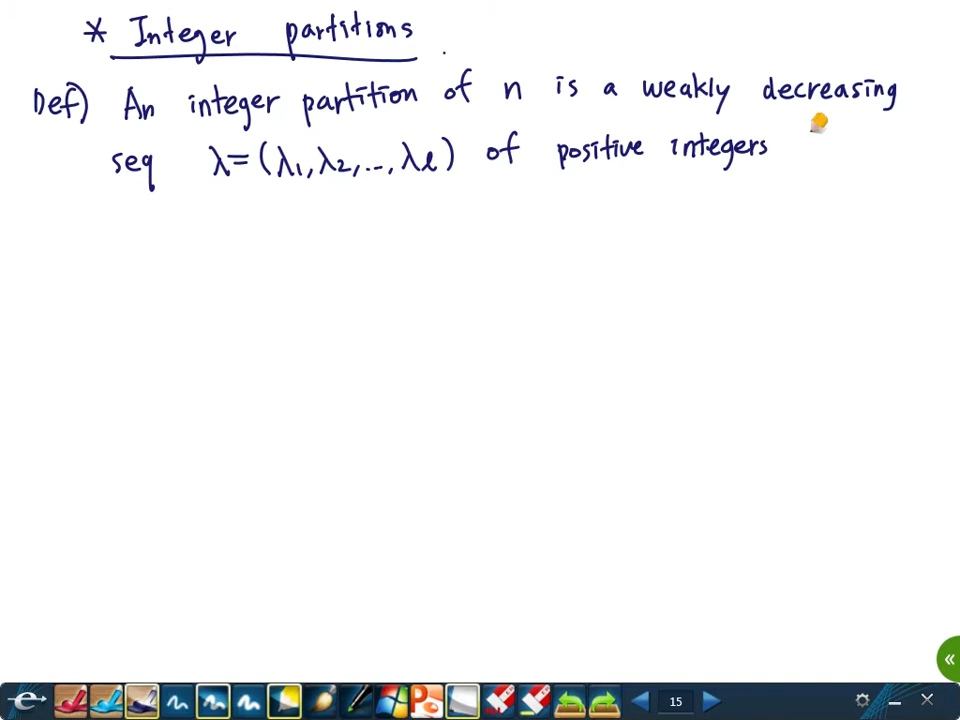 * Integer partitions
Def) An integer partition of n is a weakly decreasing
seq λ=(λ1,λ2,...,λl) of positive integers
15